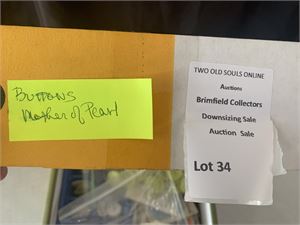 BUTTONS
Mother of Pearl
TWO OLD SOULS ONLINE
Auctions
Brimfield Collectors
Downsizing Sale
Auction Sale
Lot 34